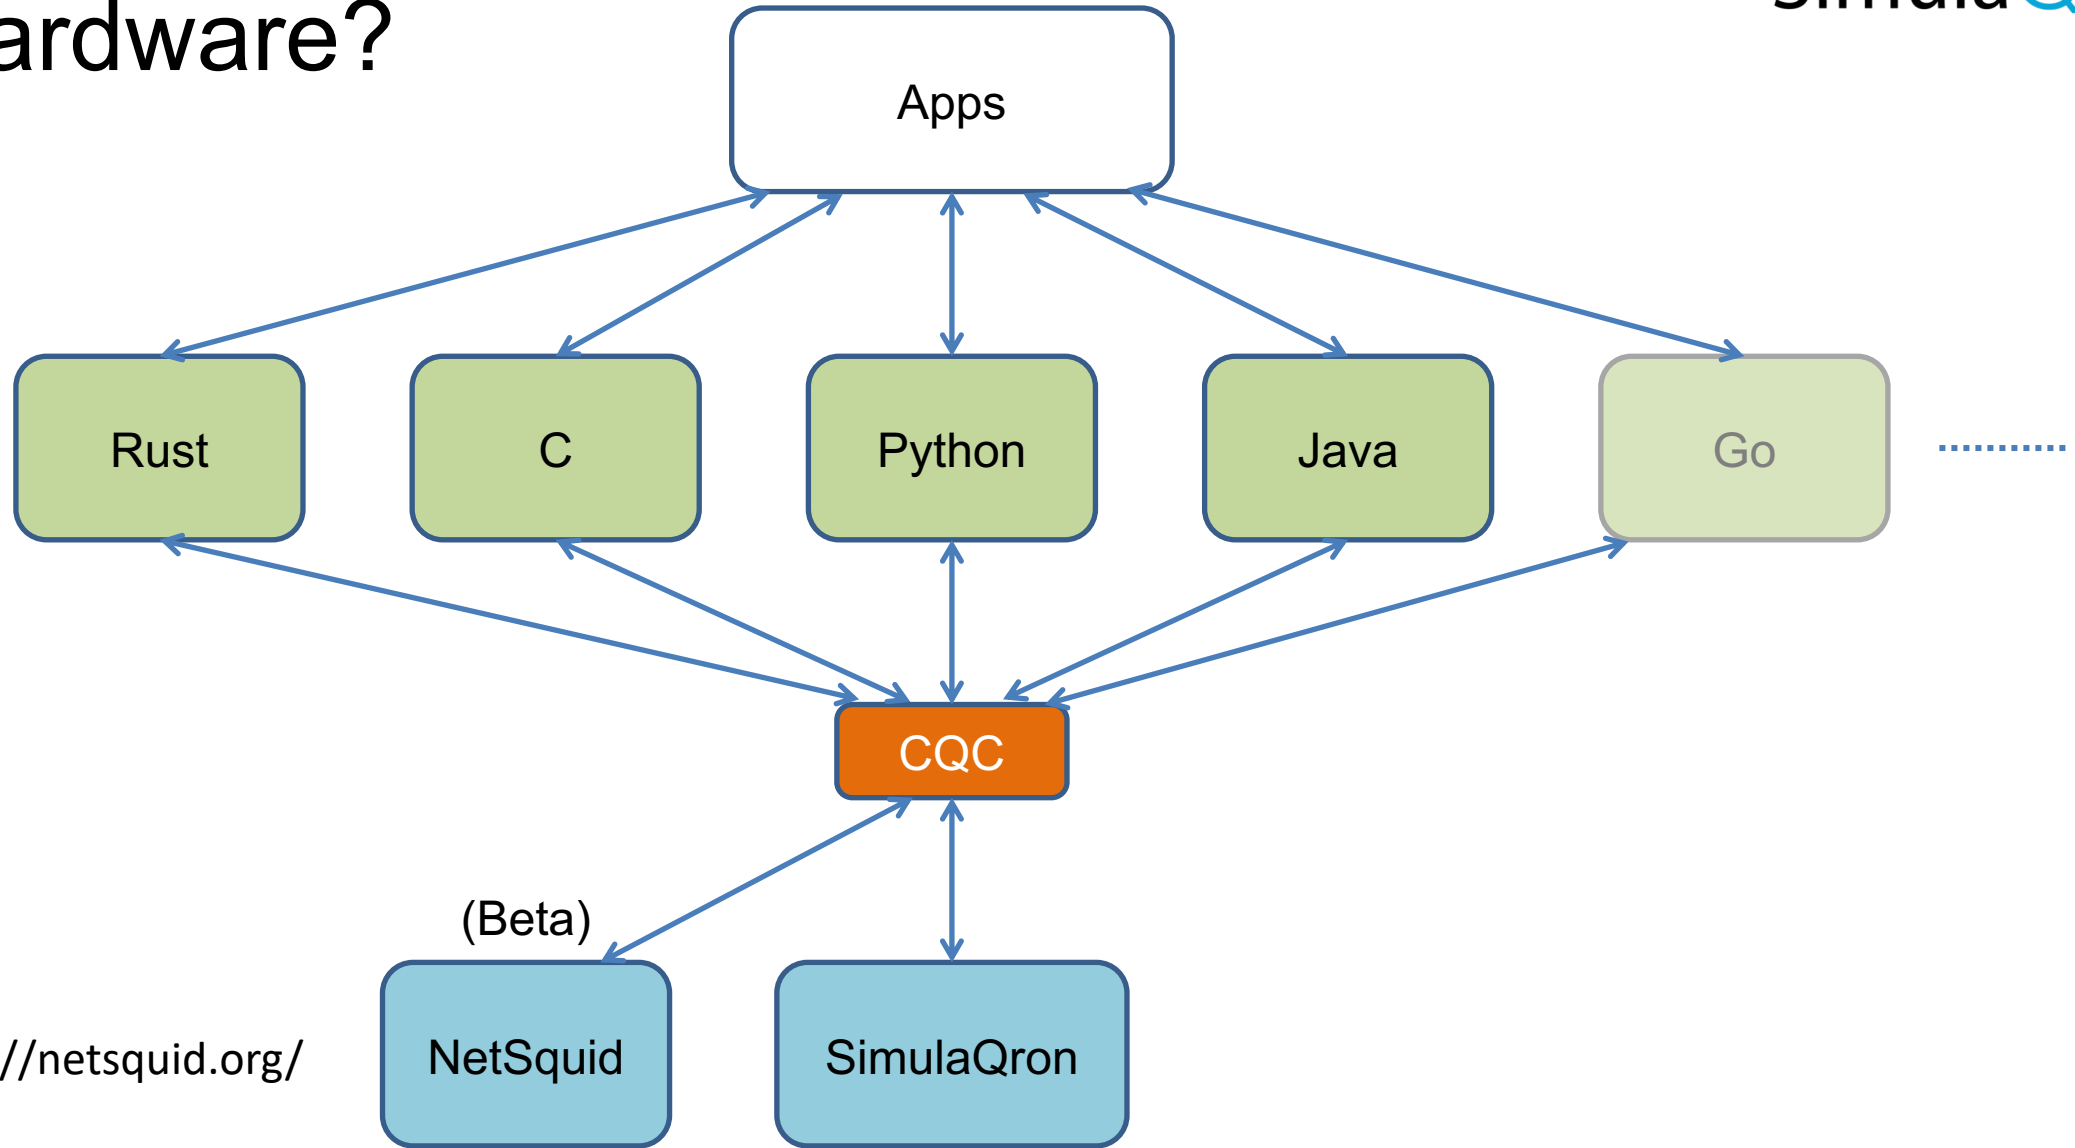 ardware?
Apps
Rust
C
Python
Java
Go
CQC
(Beta)
//netsquid.org/
NetSquid
SimulaQron